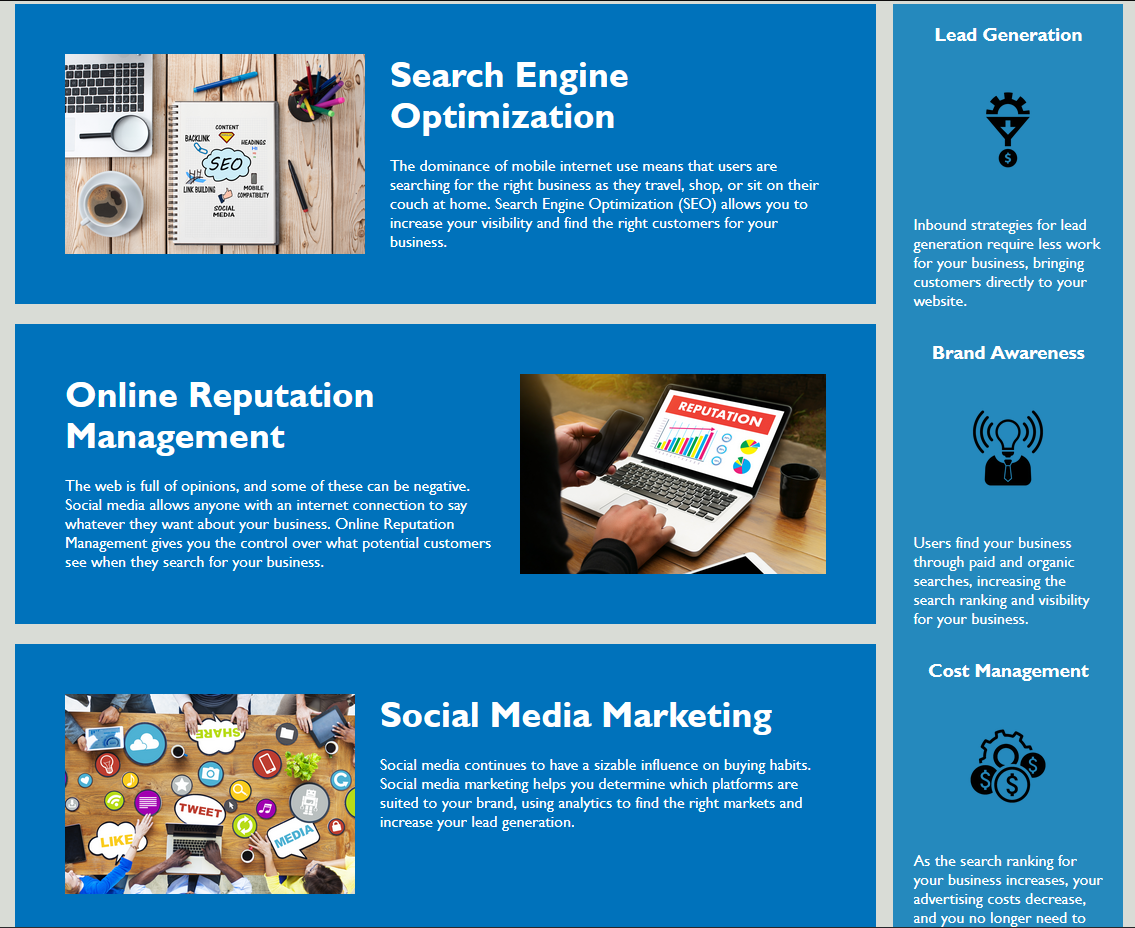 Search Engine
Optimization
The dominance of mobile internet use means that users are
searching for the right business as they travel, shop, or sit on their
couch at home. Search Engine Optimization (SEO) allows you to
increase your visibility and find the right customers for your
business.
CONTENT
BACKLINK
HEADINGS
SEO
LINK BUILDING
MOBILE
COMPATIBILITY
SOCIAL
MEDIA
Online Reputation
Management
The web is full of opinions, and some of these can be negative.
Social media allows anyone with an internet connection to say
whatever they want about your business. Online Reputation
Management gives you the control over what potential customers
see when they search for your business.
REPUTATION
Social Media Marketing
Social media continues to have a sizable influence on buying habits.
Social media marketing helps you determine which platforms are
suited to your brand, using analytics to find the right markets and
increase your lead generation.
SHARE
TWEET
LIKE
MEDIA
Lead Generation
$
Inbound strategies for lead
generation require less work
for your business, bringing
customers directly to your
website.
Brand Awareness
Users find your business
through paid and organic
searches, increasing the
search ranking and visibility
for your business.
Cost Management
$ $ $
As the search ranking for
your business increases, your
advertising costs decrease,
and you no longer need to